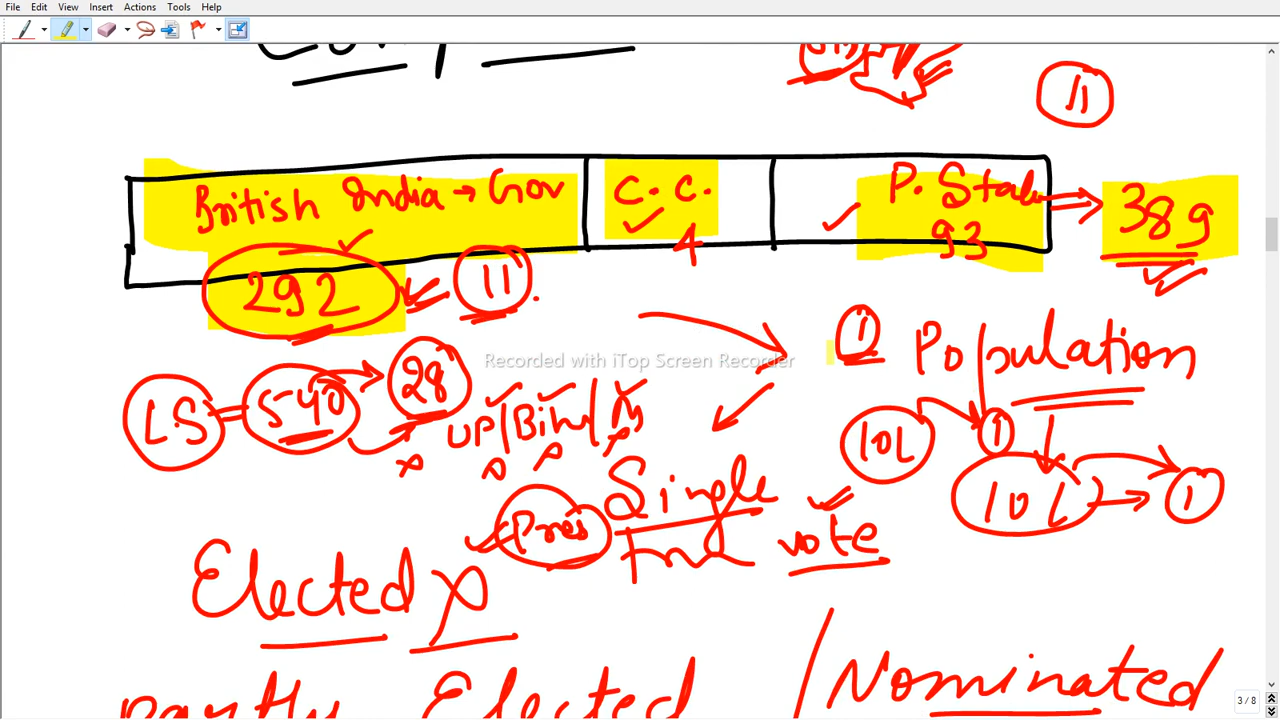 File Edit View Insert Actions Tools Help
11
British India → Gov C.C. P. States → 389
4 93
292 11.
Recorded with iTop Screen Recorder
1 Population
LS = 540 → 28
UP/Bihar/M
10L → 1
10L → 1
Pres Single
vote
Elected X
partly Elected / Nominated
3 / 8